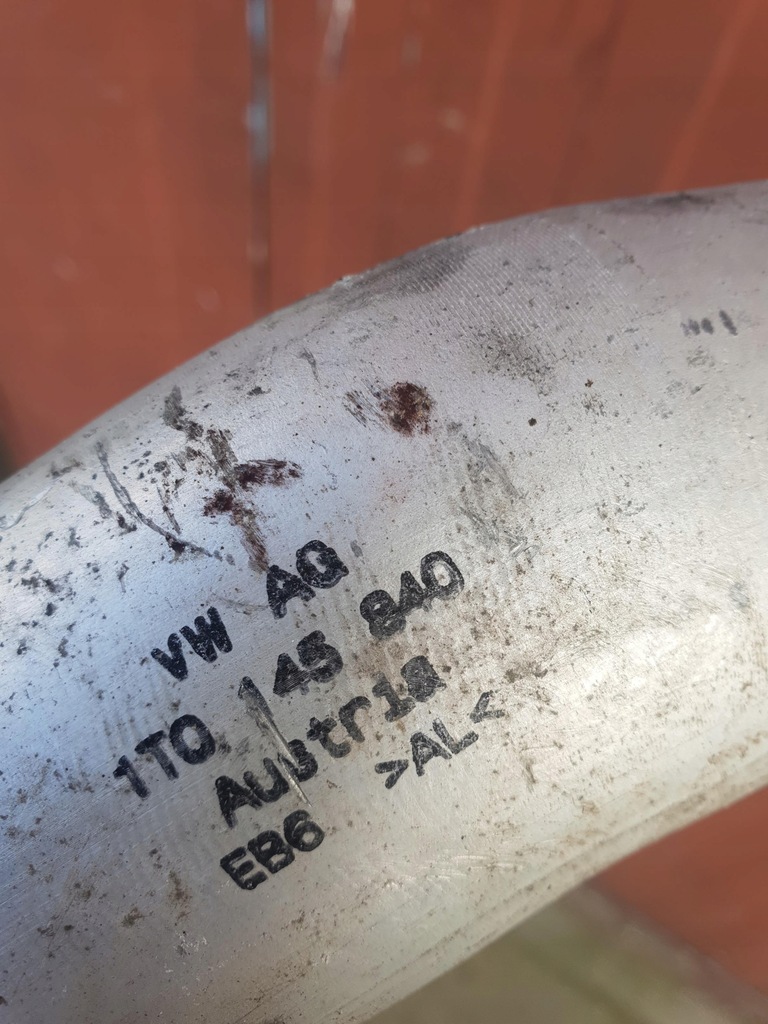 VW AG
1T0 145 840
Austria
EB6 >AL<